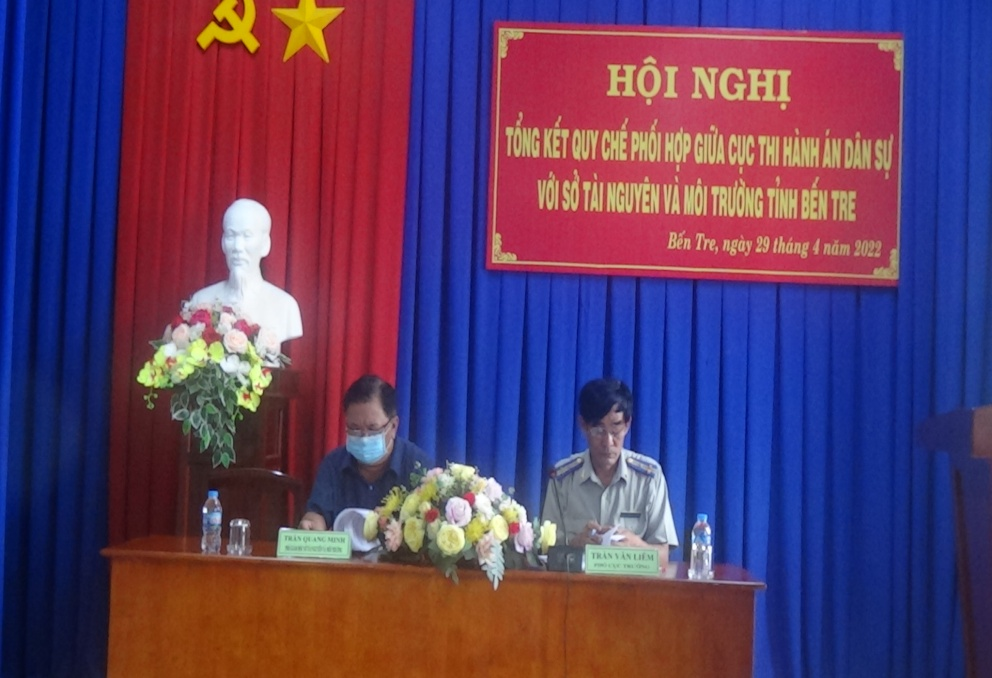 HỘI NGHỊ
TỔNG KẾT QUY CHẾ PHỐI HỢP GIỮA CỤC THI HÀNH ÁN DÂN SỰ
VỚI SỞ TÀI NGUYÊN VÀ MÔI TRƯỜNG TỈNH BẾN TRE
Bến Tre, ngày 29 tháng 4 năm 2022
TRẦN QUANG MINH
TRẦN VĂN LIÊM
PHÓ CỤC TRƯỞNG